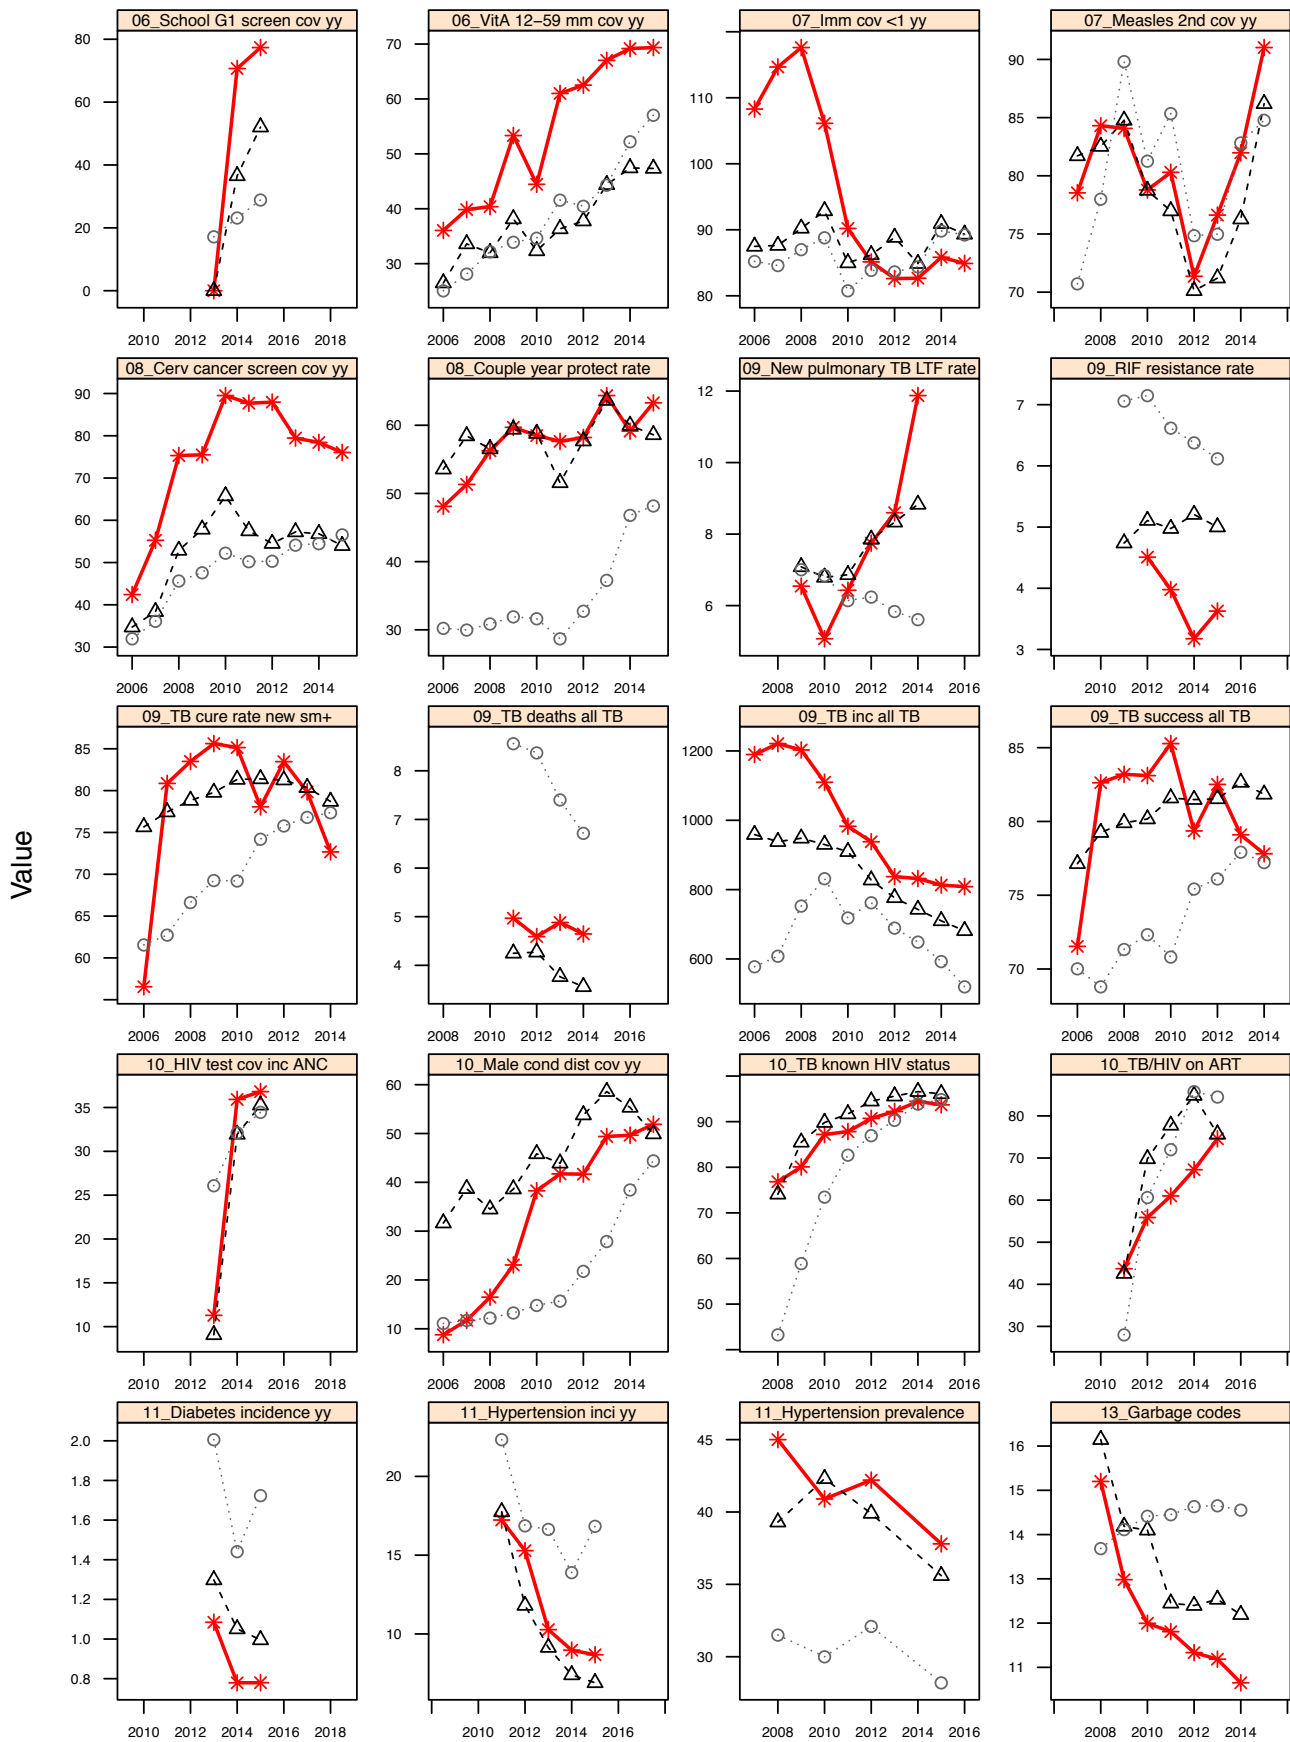 06_School G1 screen cov yy
06_VitA 12−59 mm cov yy
07_Imm cov <1 yy
07_Measles 2nd cov yy
80
60
40
20
0
70
60
50
40
30
110
100
90
80
90
85
80
75
70
2010 2012 2014 2016 2018
2006 2008 2010 2012 2014
2006 2008 2010 2012 2014
2008 2010 2012 2014
08_Cerv cancer screen cov yy
08_Couple year protect rate
09_New pulmonary TB LTF rate
09_RIF resistance rate
90
80
70
60
50
40
30
60
50
40
30
12
10
8
6
7
6
5
4
3
2006 2008 2010 2012 2014
2006 2008 2010 2012 2014
2008 2010 2012 2014 2016
2010 2012 2014 2016
09_TB cure rate new sm+
09_TB deaths all TB
09_TB inc all TB
09_TB success all TB
85
80
75
70
65
60
8
7
6
5
4
1200
1000
800
600
85
80
75
70
2006 2008 2010 2012 2014
2008 2010 2012 2014 2016
2006 2008 2010 2012 2014
2006 2008 2010 2012 2014
Value
10_HIV test cov inc ANC
10_Male cond dist cov yy
10_TB known HIV status
10_TB/HIV on ART
35
30
25
20
15
10
60
50
40
30
20
10
90
80
70
60
50
80
70
60
50
40
30
2010 2012 2014 2016 2018
2006 2008 2010 2012 2014
2008 2010 2012 2014 2016
2010 2012 2014 2016
11_Diabetes incidence yy
11_Hypertension inci yy
11_Hypertension prevalence
13_Garbage codes
2.0
1.8
1.6
1.4
1.2
1.0
0.8
20
15
10
45
40
35
30
16
15
14
13
12
11
2010 2012 2014 2016 2018
2010 2012 2014 2016
2008 2010 2012 2014 2016
2008 2010 2012 2014